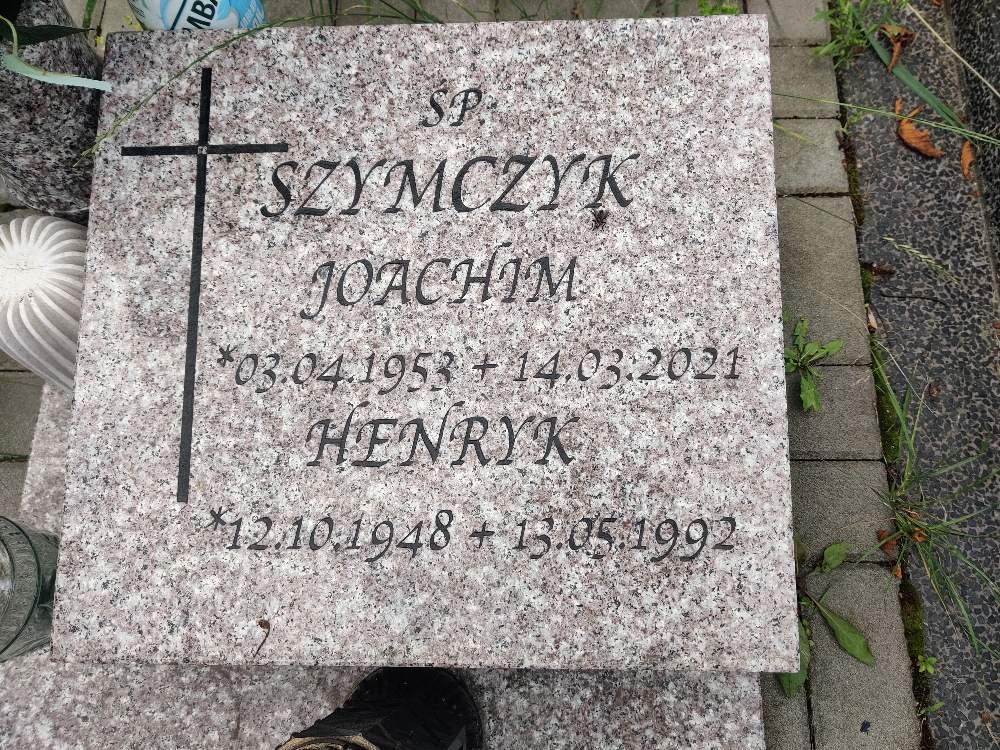 SP.
SZYMCZYK
JOACHIM
*03.04.1953 + 14.03.2021
HENRYK
*12.10.1948 + 13.05.1992